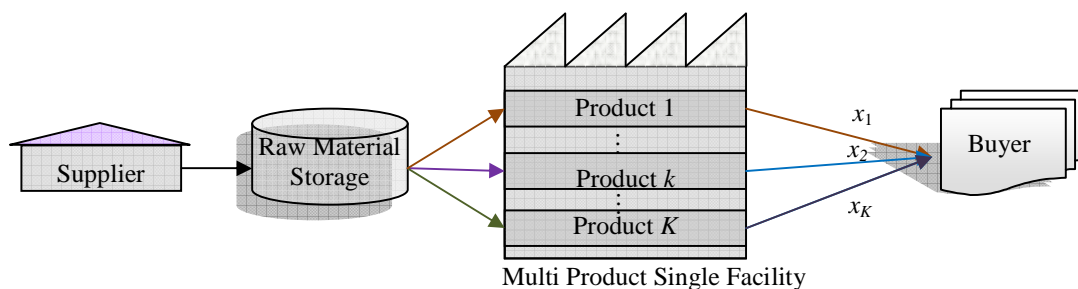 Supplier
Raw Material
Storage
Product 1
⋮
Product k
⋮
Product K
x1
x2
xK
Buyer
Multi Product Single Facility